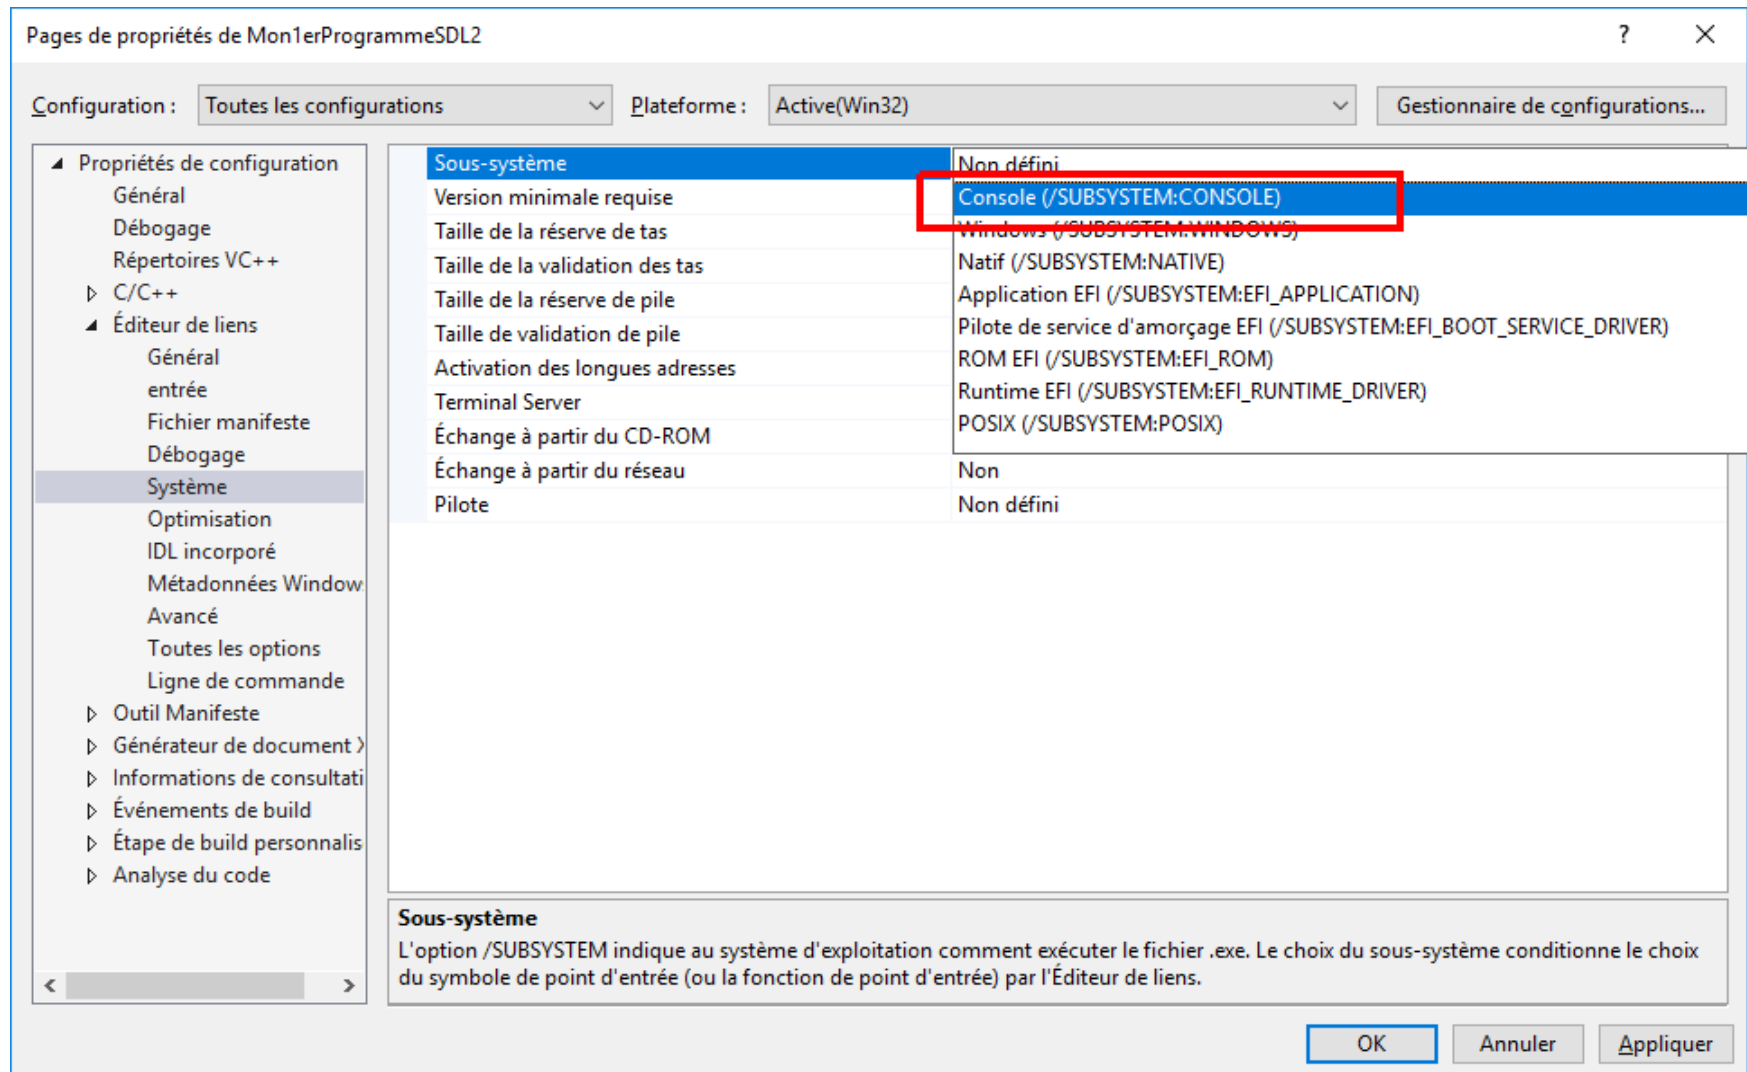 Pages de propriétés de Mon1erProgrammeSDL2 ?
Configuration : Toutes les configurations Plateforme : Active(Win32) Gestionnaire de configurations...
Propriétés de configuration
Général
Débogage
Répertoires VC++
C/C++
Éditeur de liens
Général
entrée
Fichier manifeste
Débogage
Système
Optimisation
IDL incorporé
Métadonnées Window
Avancé
Toutes les options
Ligne de commande
Outil Manifeste
Générateur de document X
Informations de consultati
Événements de build
Étape de build personnalis
Analyse du code
Sous-système
Version minimale requise
Taille de la réserve de tas
Taille de la validation des tas
Taille de la réserve de pile
Taille de validation de pile
Activation des longues adresses
Terminal Server
Échange à partir du CD-ROM
Échange à partir du réseau Non
Pilote Non défini
Non défini
Console (/SUBSYSTEM:CONSOLE)
Windows (/SUBSYSTEM:WINDOWS)
Natif (/SUBSYSTEM:NATIVE)
Application EFI (/SUBSYSTEM:EFI_APPLICATION)
Pilote de service d'amorçage EFI (/SUBSYSTEM:EFI_BOOT_SERVICE_DRIVER)
ROM EFI (/SUBSYSTEM:EFI_ROM)
Runtime EFI (/SUBSYSTEM:EFI_RUNTIME_DRIVER)
POSIX (/SUBSYSTEM:POSIX)
Sous-système
L'option /SUBSYSTEM indique au système d'exploitation comment exécuter le fichier .exe. Le choix du sous-système conditionne le choix
du symbole de point d'entrée (ou la fonction de point d'entrée) par l'Éditeur de liens.
OK Annuler Appliquer